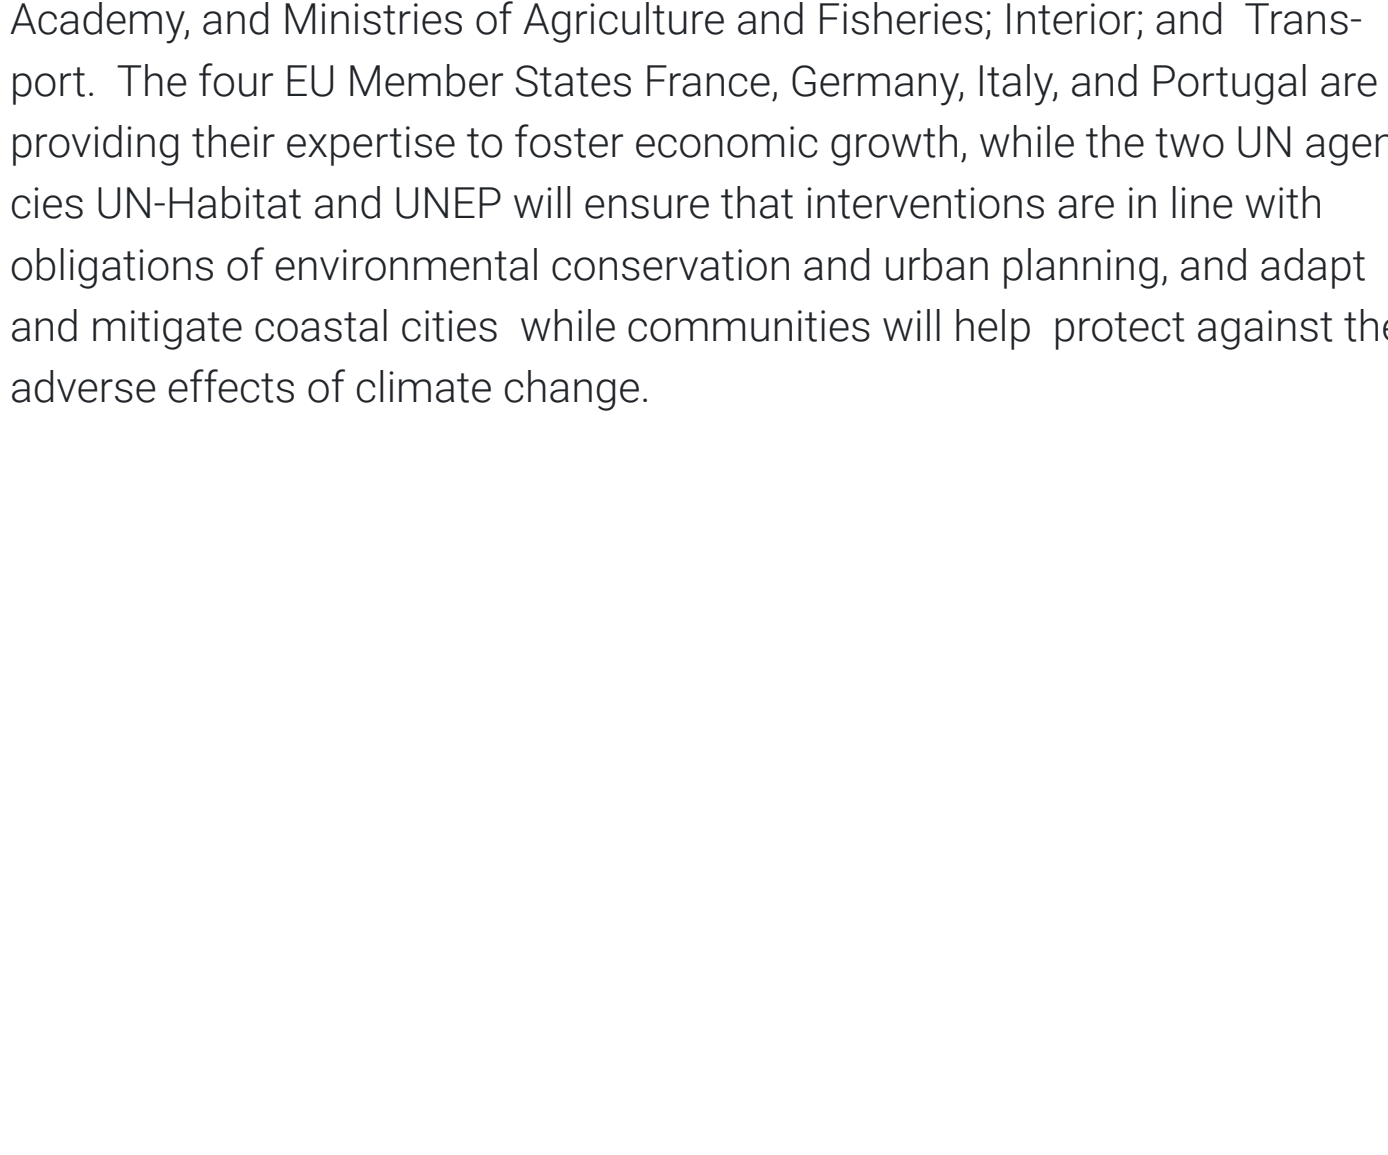 Academy, and Ministries of Agriculture and Fisheries; Interior; and  Trans-
port.  The four EU Member States France, Germany, Italy, and Portugal are
providing their expertise to foster economic growth, while the two UN agen
cies UN-Habitat and UNEP will ensure that interventions are in line with
obligations of environmental conservation and urban planning, and adapt
and mitigate coastal cities  while communities will help  protect against the
adverse effects of climate change.